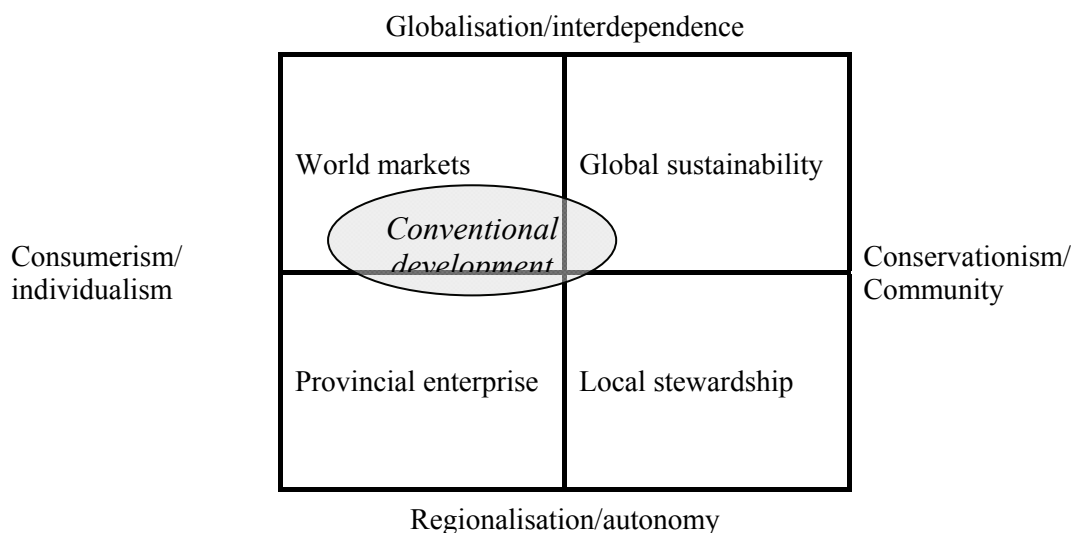 Globalisation/interdependence
World markets
Global sustainability
Conventional
development
Consumerism/
individualism
Conservationism/
Community
Provincial enterprise
Local stewardship
Regionalisation/autonomy